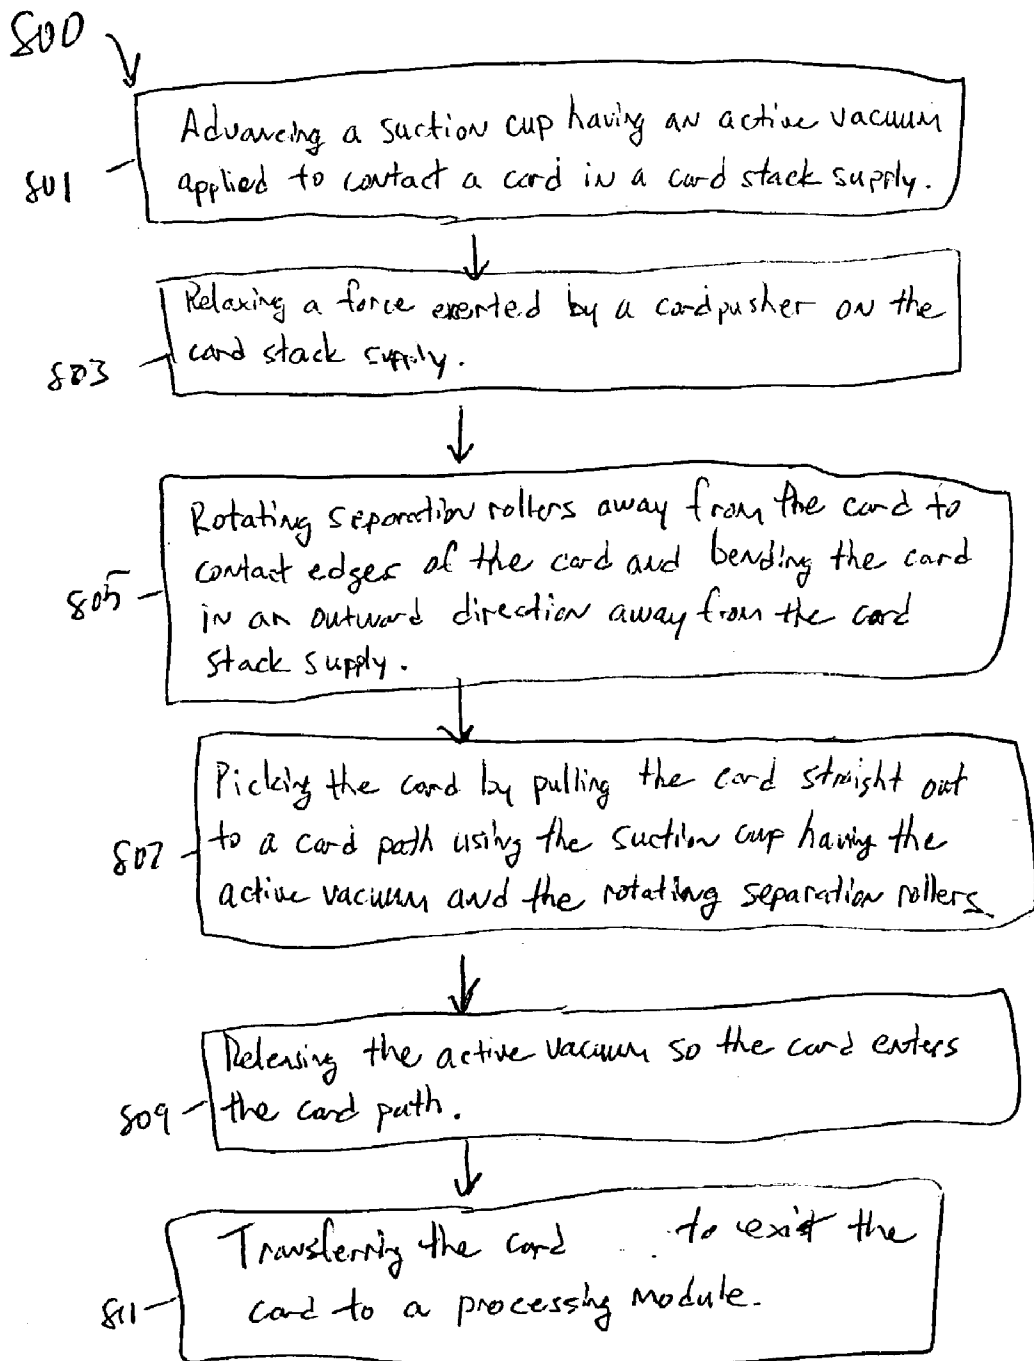 800
801
Advancing a suction cup having an active vacuum
applied to contact a card in a card stack supply.
803
Relaxing a force exerted by a card pusher on the
card stack supply.
805
Rotating separation rollers away from the card to
contact edges of the card and bending the card
in an outward direction away from the card
stack supply.
807
Picking the card by pulling the card straight out
to a card path using the suction cup having the
active vacuum and the rotating separation rollers.
809
Releasing the active vacuum so the card enters
the card path.
811
Transferring the card to exist the
card to a processing module.